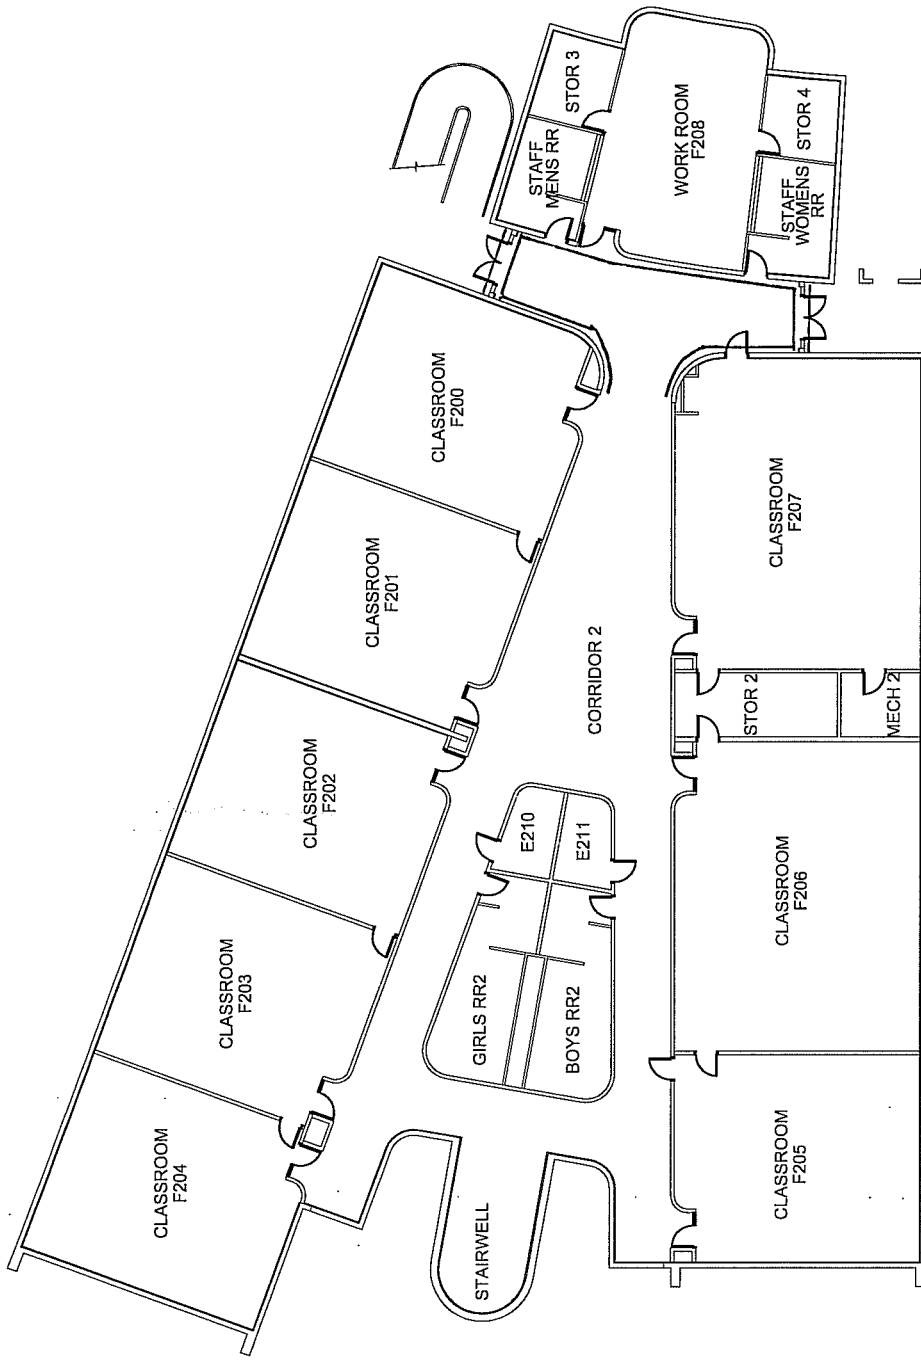 STOR 3
STAFF
MENS RR
WORK ROOM
F208
STOR 4
STAFF
WOMENS
RR
CLASSROOM
F200
CLASSROOM
F201
CLASSROOM
F202
CLASSROOM
F203
CLASSROOM
F204
CORRIDOR 2
E210
E211
GIRLS RR2
BOYS RR2
STAIRWELL
CLASSROOM
F207
STOR 2
MECH 2
CLASSROOM
F206
CLASSROOM
F205